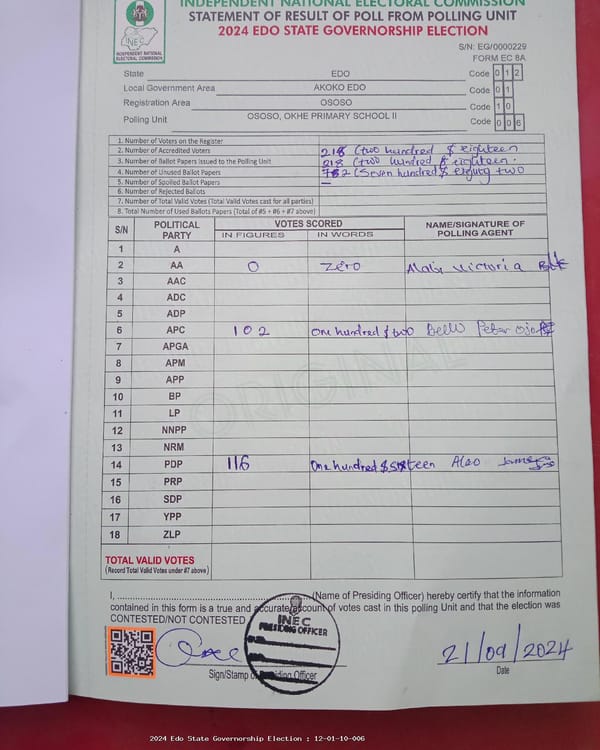 INDEPENDENT NATIONAL ELECTORAL COMMISSION
STATEMENT OF RESULT OF POLL FROM POLLING UNIT
2024 EDO STATE GOVERNORSHIP ELECTION
INEC
INDEPENDENT NATIONAL
ELECTORAL COMMISSION
S/N: EG/0000229
FORM EC 8A
State EDO Code 0 1 2
Local Government Area AKOKO EDO Code 0 1
Registration Area OSOSO Code 1 0
Polling Unit OSOSO, OKHE PRIMARY SCHOOL II Code 0 0 6
1. Number of Voters on the Register
2. Number of Accredited Voters 218 (two hundred & eighteen
3. Number of Ballot Papers Issued to the Polling Unit 218 (two hundred & eighteen.
4. Number of Unused Ballot Papers 782 (Seven hundred & eighty two
5. Number of Spoiled Ballot Papers —
6. Number of Rejected Ballots
7. Number of Total Valid Votes (Total Valid Votes cast for all parties)
8. Total Number of Used Ballots Papers (Total of #5 + #6 + #7 above)
S/N POLITICAL PARTY VOTES SCORED NAME/SIGNATURE OF POLLING AGENT
IN FIGURES IN WORDS
1 A
2 AA 0 Zero Victoria
3 AAC
4 ADC
5 ADP
6 APC 102 One hundred & two Bello Peter
7 APGA
8 APM
9 APP
10 BP
11 LP
12 NNPP
13 NRM
14 PDP 116 One hundred & sixteen James
15 PRP
16 SDP
17 YPP
18 ZLP
ORIGINAL
TOTAL VALID VOTES
(Record Total Valid Votes under #7 above)
I, (Name of Presiding Officer) hereby certify that the information
contained in this form is a true and accurate account of votes cast in this polling Unit and that the election was
CONTESTED/NOT CONTESTED
INEC
PRESIDING OFFICER
21/09/2024
Sign/Stamp of Presiding Officer Date
2024 Edo State Governorship Election : 12-01-10-006